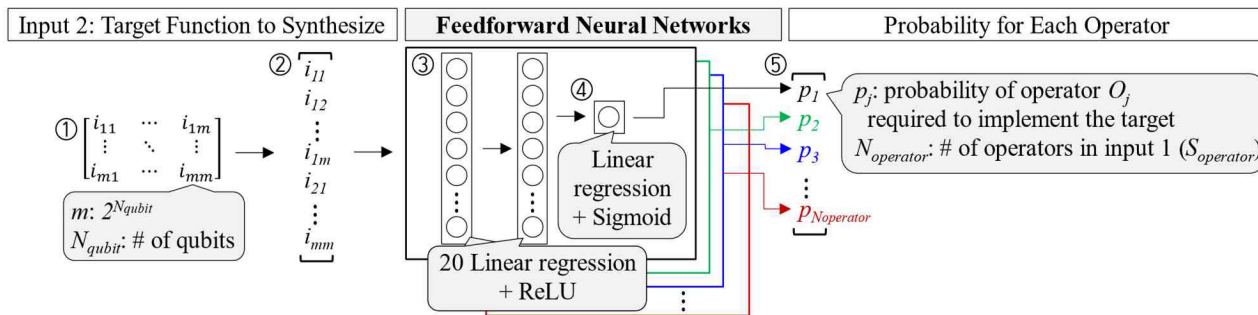 Input 2: Target Function to Synthesize
Feedforward Neural Networks
Probability for Each Operator
①
i11 ⋯ i1m
⋮ ⋱ ⋮
im1 ⋯ imm
m: 2^Nqubit
Nqubit: # of qubits
②
i11
i12
⋮
i1m
i21
⋮
imm
③
④
Linear
regression
+ Sigmoid
20 Linear regression
+ ReLU
⋮
⑤
p1
p2
p3
⋮
pNoperator
pj: probability of operator Oj
required to implement the target
Noperator: # of operators in input 1 (Soperator)